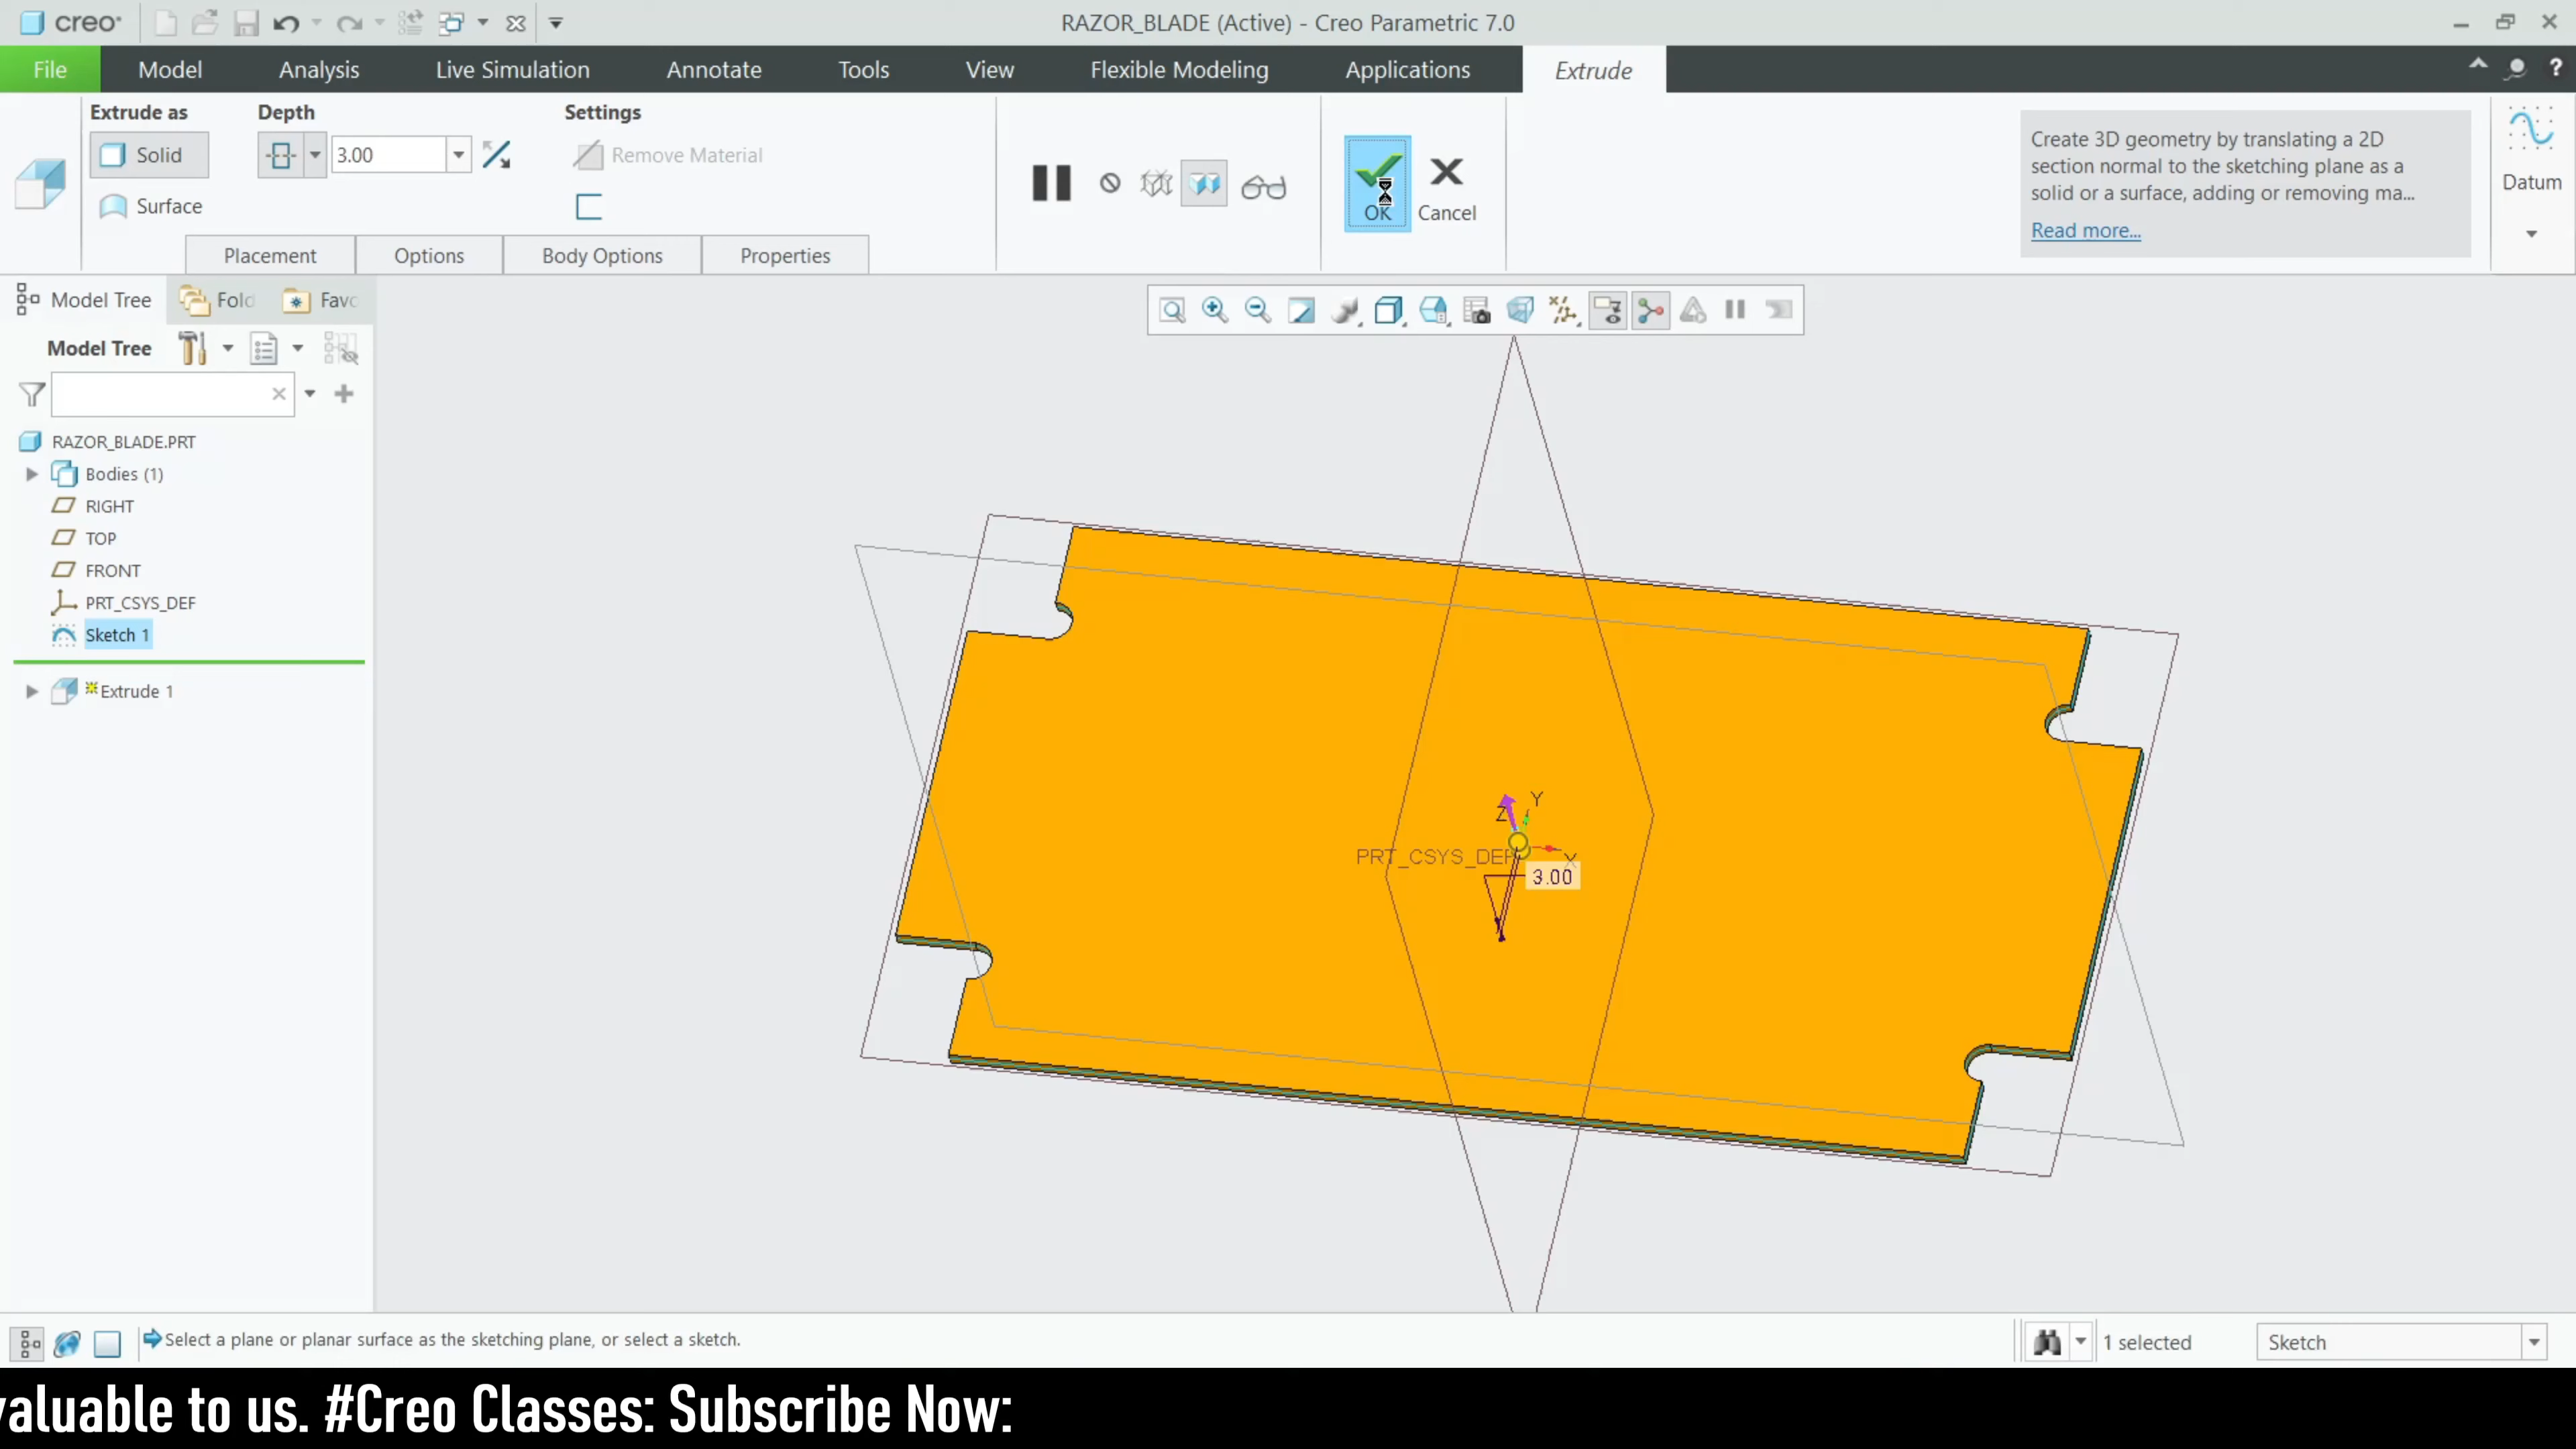 creo
RAZOR_BLADE (Active) - Creo Parametric 7.0
File
Model
Analysis
Live Simulation
Annotate
Tools
View
Flexible Modeling
Applications
Extrude
?
Extrude as
Depth
Settings
Solid
3.00
Remove Material
Surface
OK
Cancel
Create 3D geometry by translating a 2D
section normal to the sketching plane as a
solid or a surface, adding or removing ma...
Read more...
Datum
Placement
Options
Body Options
Properties
Model Tree
Fold
Favo
Model Tree
RAZOR_BLADE.PRT
Bodies (1)
RIGHT
TOP
FRONT
PRT_CSYS_DEF
Sketch 1
Extrude 1
Y
Z
X
PRT_CSYS_DEF
3.00
Select a plane or planar surface as the sketching plane, or select a sketch.
1 selected
Sketch
valuable to us. #Creo Classes: Subscribe Now: